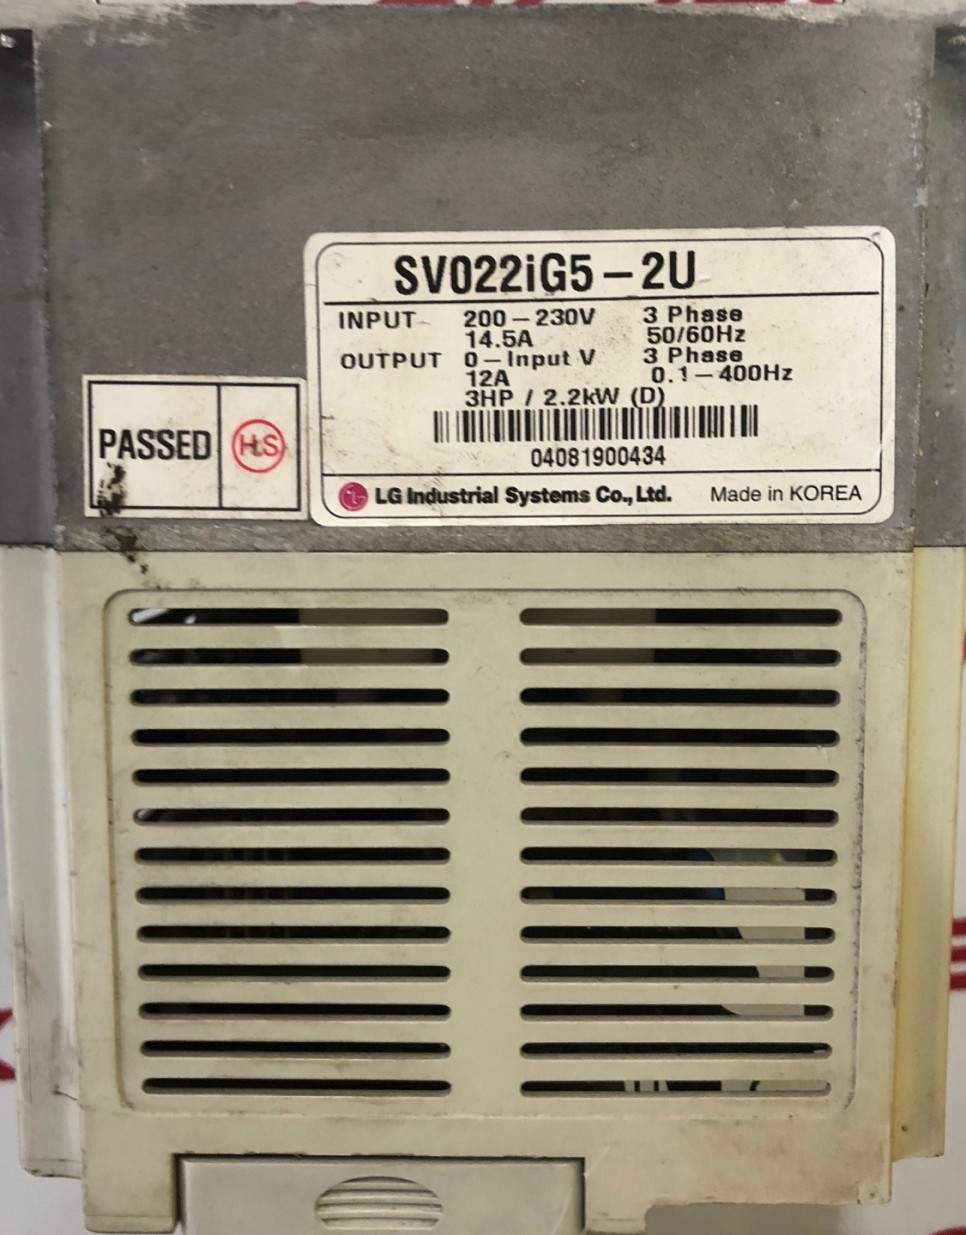 SV022iG5-2U
INPUT 200-230V 3 Phase
14.5A 50/60Hz
OUTPUT 0-Input V 3 Phase
12A 0.1-400Hz
3HP / 2.2kW (D)
04081900434
PASSED H.S
LG Industrial Systems Co., Ltd. Made in KOREA